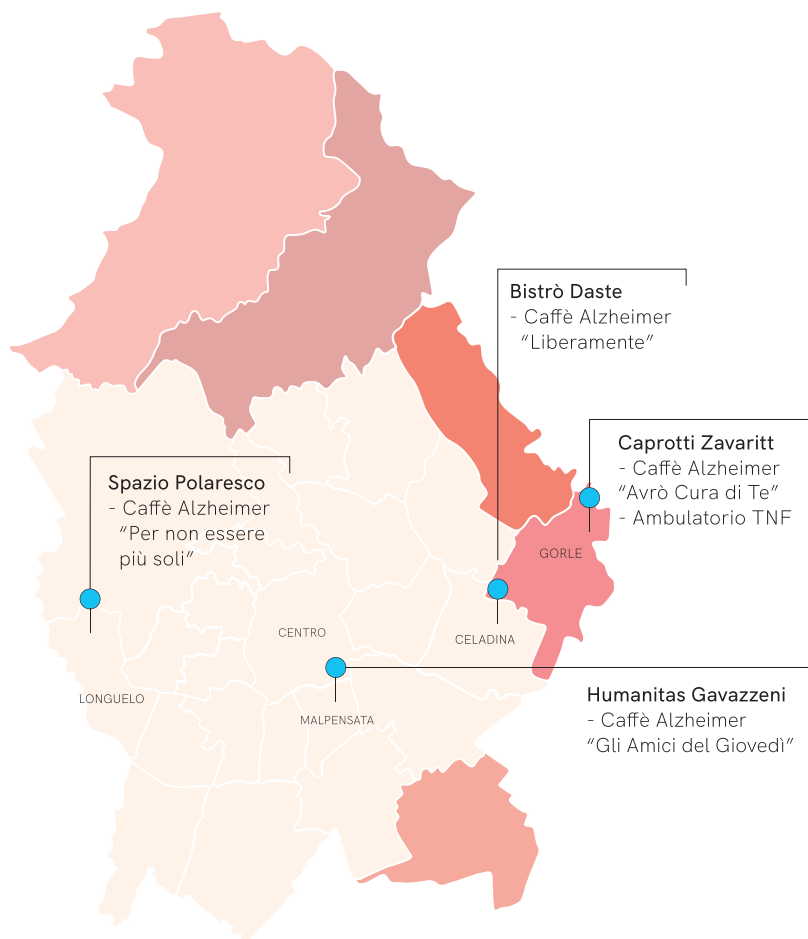 Bistrò Daste
- Caffè Alzheimer
“Liberamente”
Caprotti Zavaritt
- Caffè Alzheimer
“Avrò Cura di Te”
- Ambulatorio TNF
Spazio Polaresco
- Caffè Alzheimer
“Per non essere
più soli”
GORLE
CENTRO
CELADINA
LONGUELO
MALPENSATA
Humanitas Gavazzeni
- Caffè Alzheimer
“Gli Amici del Giovedì”